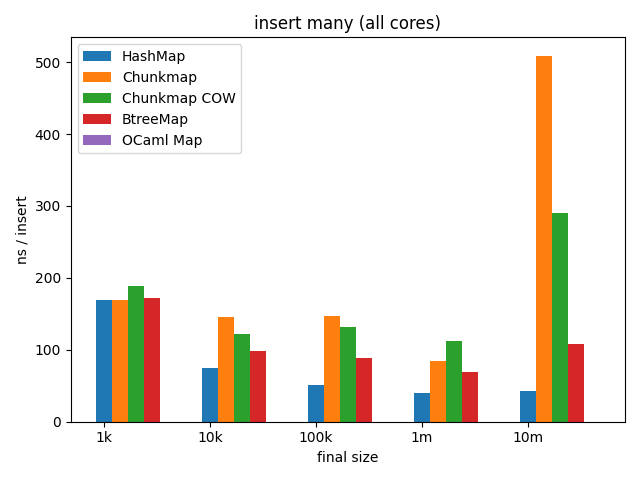 insert many (all cores)
HashMap
Chunkmap
Chunkmap COW
BtreeMap
OCaml Map
ns / insert
500
400
300
200
100
0
1k 10k 100k 1m 10m
final size